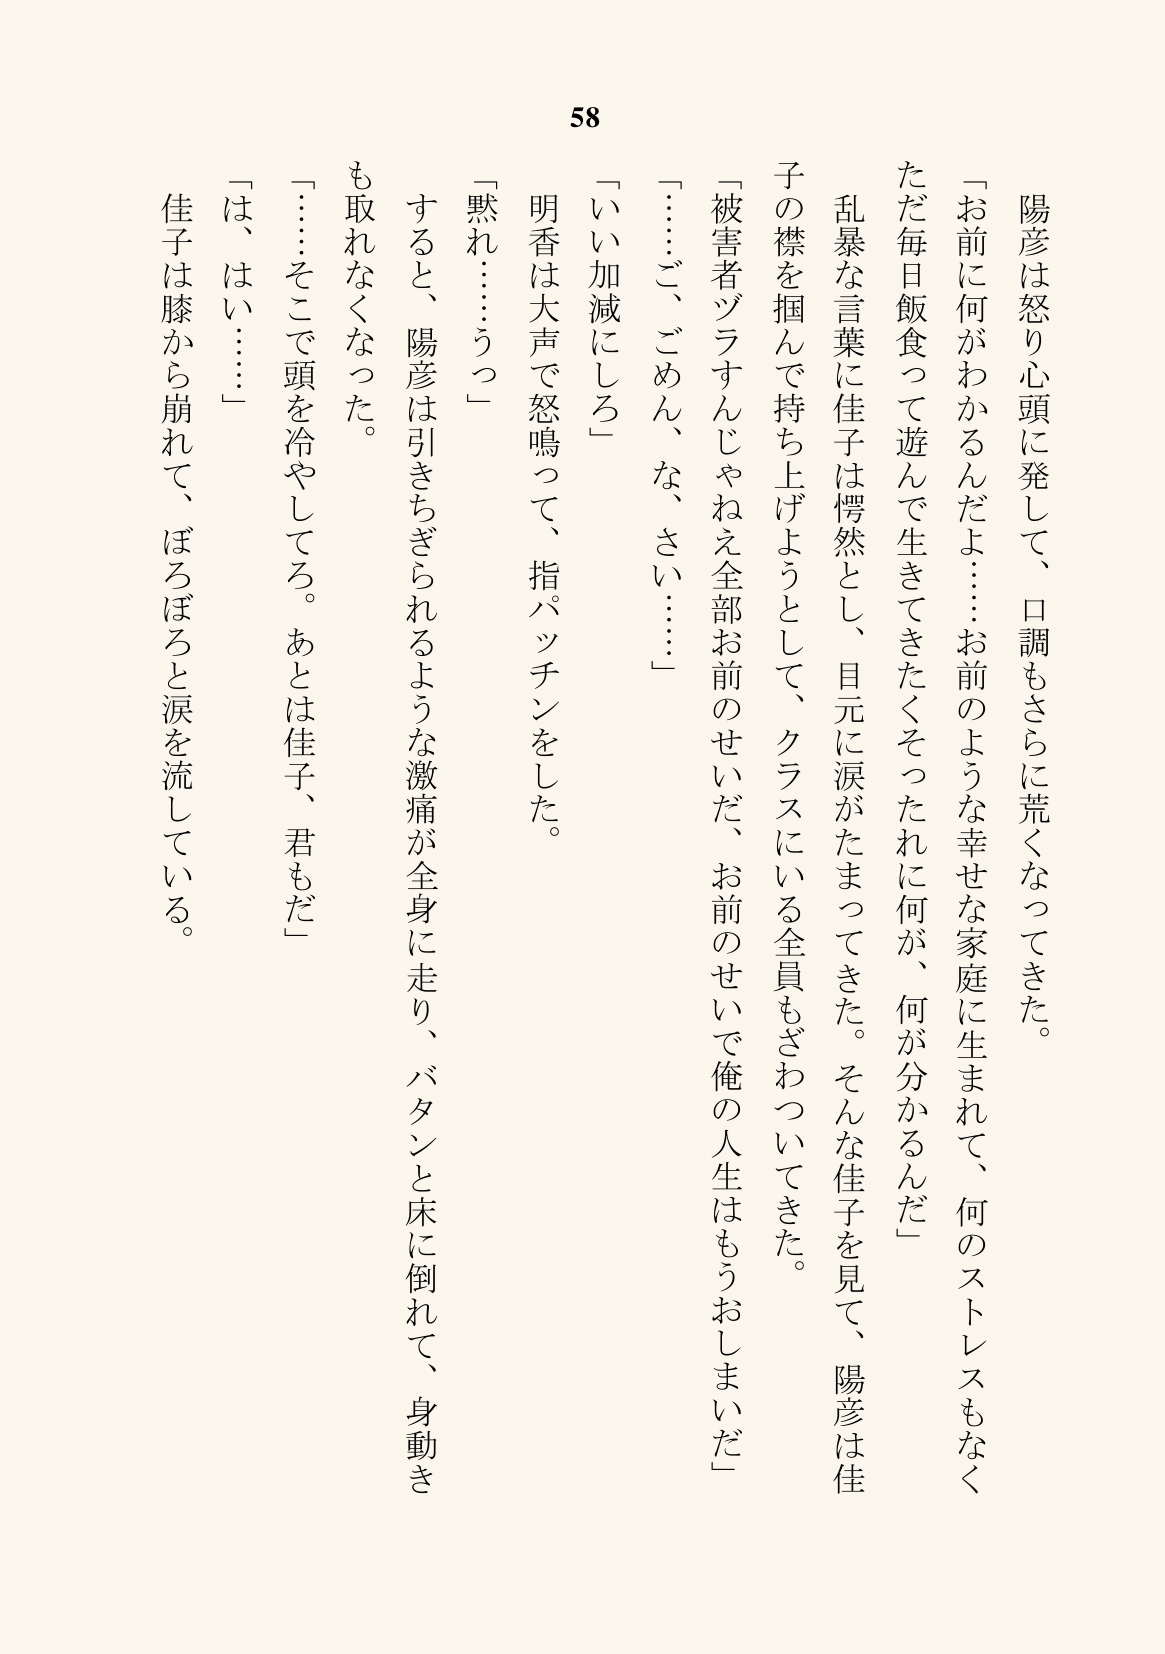 58
陽彦は怒り心頭に発して、口調もさらに荒くなってきた。
「お前に何がわかるんだよ……お前のような幸せな家庭に生まれて、何のストレスもなく
ただ毎日飯食って遊んで生きてきたくそったれに何が、何が分かるんだ」
乱暴な言葉に佳子は愕然とし、目元に涙がたまってきた。そんな佳子を見て、陽彦は佳
子の襟を掴んで持ち上げようとして、クラスにいる全員もざわついてきた。
「被害者ヅラすんじゃねえ全部お前のせいだ、お前のせいで俺の人生はもうおしまいだ」
「……ご、ごめん、な、さい……」
「いい加減にしろ」
明香は大声で怒鳴って、指パッチンをした。
「黙れ……うっ」
すると、陽彦は引きちぎられるような激痛が全身に走り、バタンと床に倒れて、身動き
も取れなくなった。
「……そこで頭を冷やしてろ。あとは佳子、君もだ」
「は、はい……」
佳子は膝から崩れて、ぼろぼろと涙を流している。